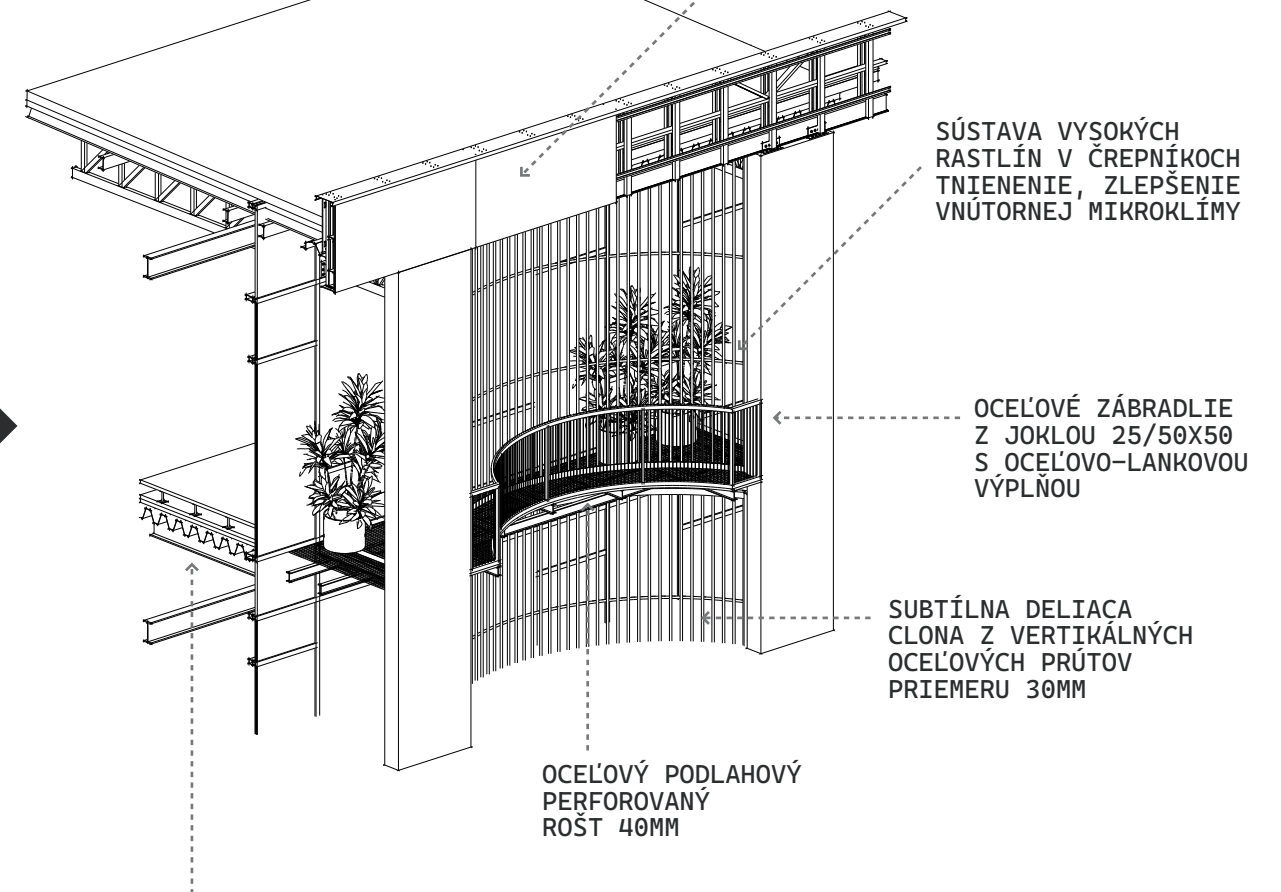 SÚSTAVA VYSOKÝCH
RASTLÍN V ČREPNÍKOCH
TNIENENIE, ZLEPŠENIE
VNÚTORNEJ MIKROKLÍMY
OCEĽOVÉ ZÁBRADLIE
Z JOKLOU 25/50X50
S OCEĽOVO-LANKOVOU
VÝPLŇOU
SUBTÍLNA DELIACA
CLONA Z VERTIKÁLNÝCH
OCEĽOVÝCH PRÚTOV
PRIEMERU 30MM
OCEĽOVÝ PODLAHOVÝ
PERFOROVANÝ
ROŠT 40MM